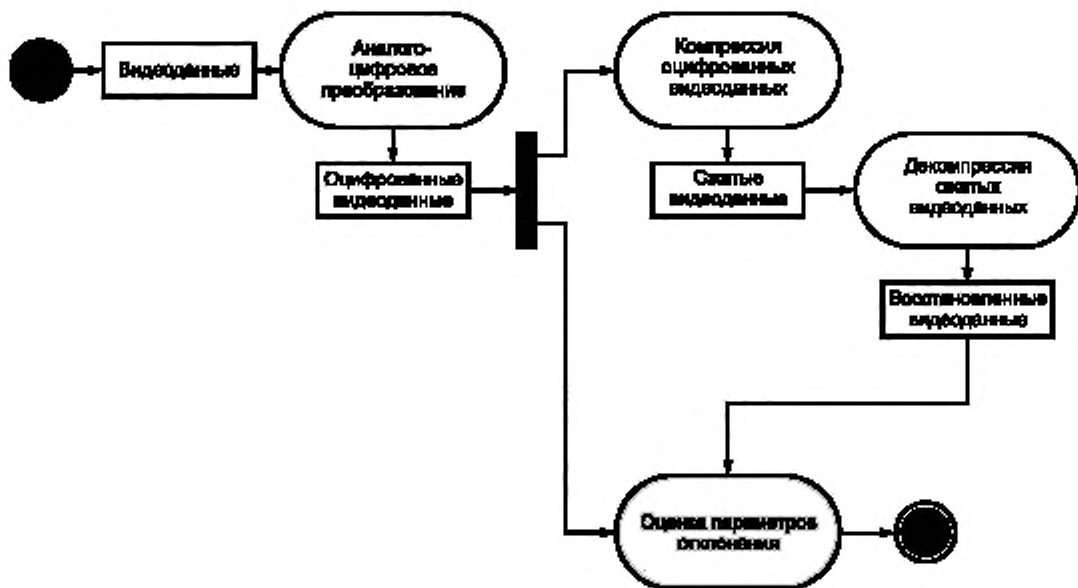 Видеоданные
Аналого-
цифровое
преобразование
Оцифрованные
видеоданные
Компрессия
оцифрованных
видеоданных
Сжатые
видеоданные
Декомпрессия
сжатых
видеоданных
Восстановленные
видеоданные
Оценка параметров
отклонения